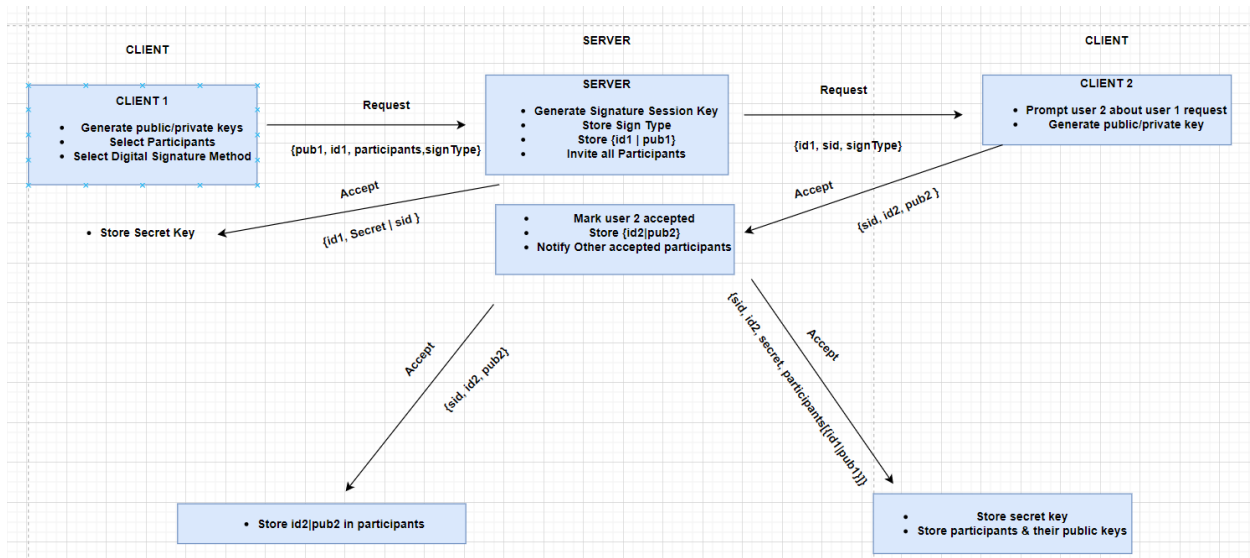 CLIENT
SERVER
CLIENT
CLIENT 1
• Generate public/private keys
• Select Participants
• Select Digital Signature Method
Request
{pub1, id1, participants,signType}
SERVER
• Generate Signature Session Key
• Store Sign Type
• Store {id1 | pub1}
• Invite all Participants
Request
{id1, sid, signType}
CLIENT 2
• Prompt user 2 about user 1 request
• Generate public/private key
Accept
{id1, Secret | sid }
• Store Secret Key
Accept
{sid, id2, pub2 }
• Mark user 2 accepted
• Store {id2|pub2}
• Notify Other accepted participants
Accept
{sid, id2, pub2}
Accept
{sid, id2, secret, participants[{id1|pub1}]}
• Store id2|pub2 in participants
• Store secret key
• Store participants & their public keys